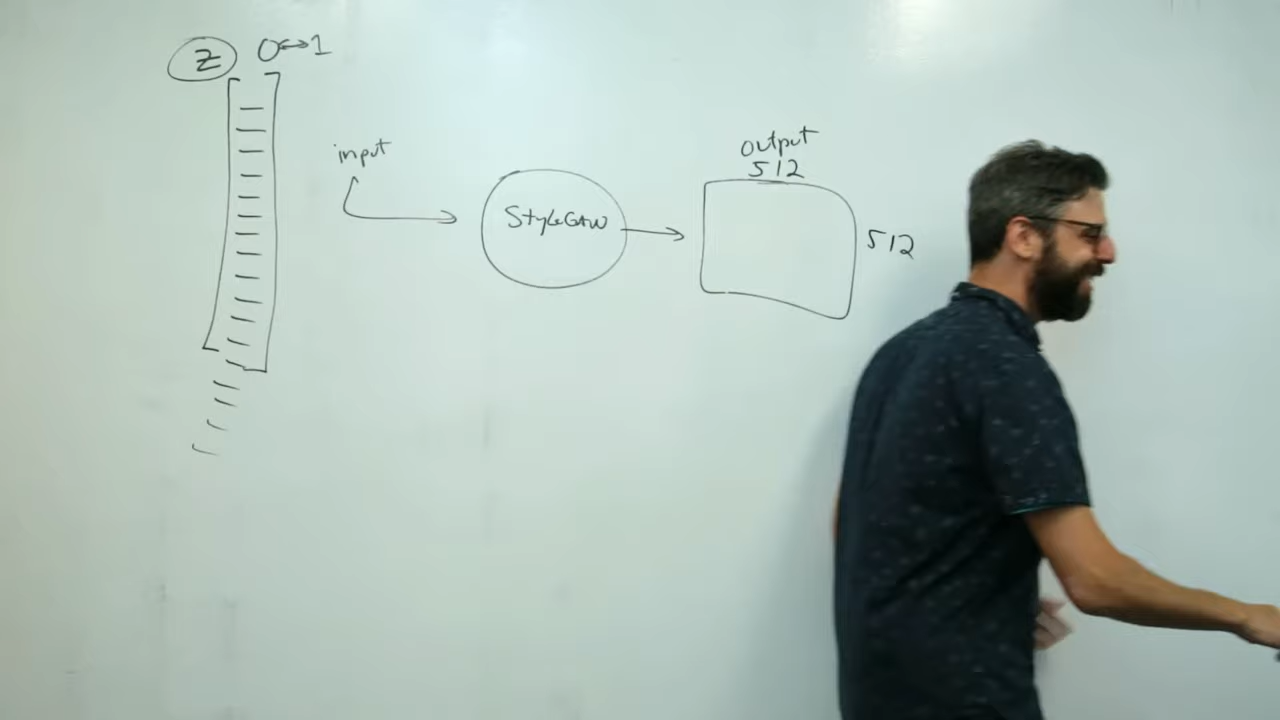 z 0↔1
input
StyleGAN
output
512
512